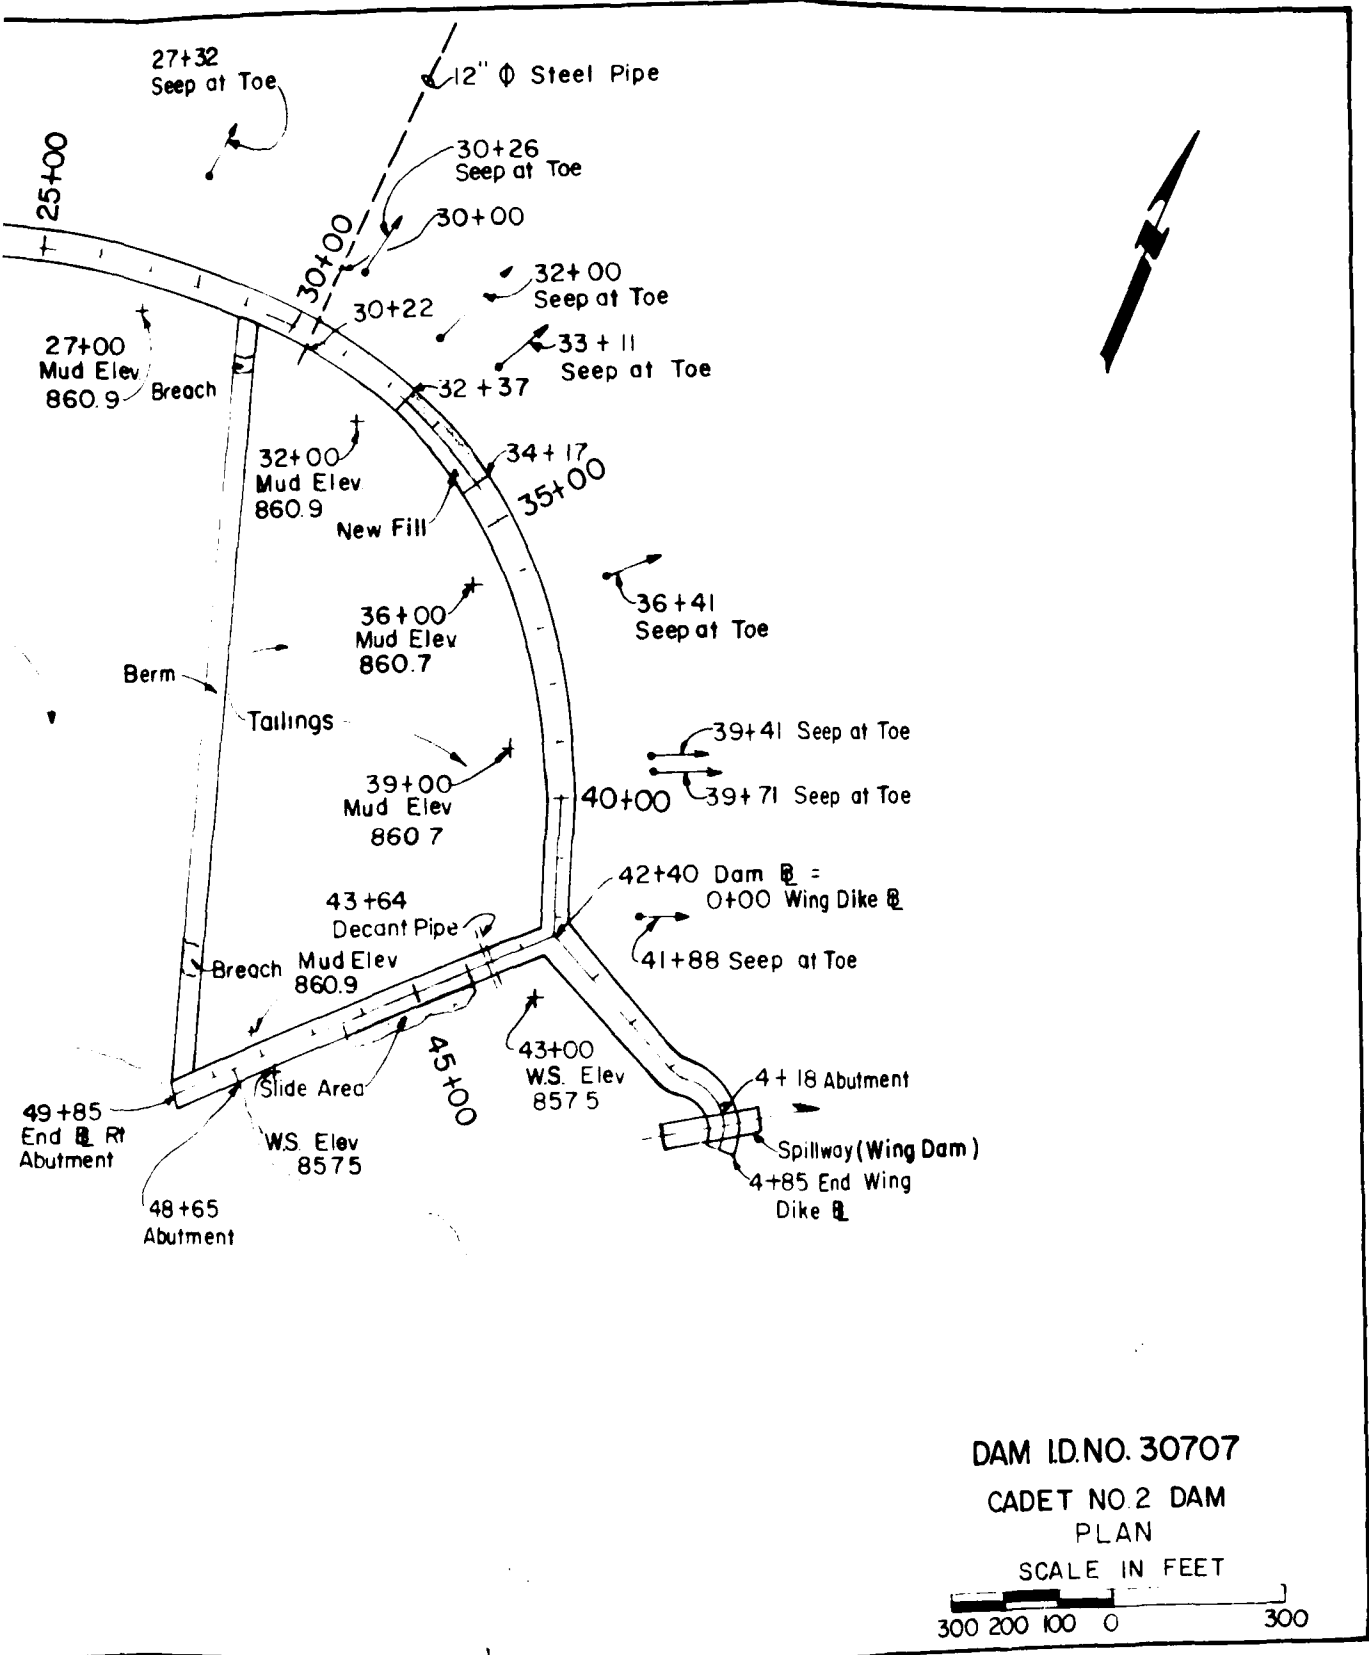 27+32
Seep at Toe
12" Φ Steel Pipe
25+00
30+26
Seep at Toe
30+00
30+00
32+00
Seep at Toe
30+22
33+11
Seep at Toe
27+00
Mud Elev
860.9
Breach
32+37
32+00
Mud Elev
860.9
34+17
35+00
New Fill
36+00
Mud Elev
860.7
36+41
Seep at Toe
Berm
Tailings
39+41 Seep at Toe
39+00
Mud Elev
860 7
40+00
39+71 Seep at Toe
42+40 Dam ℄ =
0+00 Wing Dike ℄
43+64
Decant Pipe
41+88 Seep at Toe
Breach
Mud Elev
860.9
45+00
43+00
W.S. Elev
857 5
Slide Area
4+18 Abutment
49+85
End ℄ Rt
Abutment
W.S. Elev
857 5
Spillway (Wing Dam)
4+85 End Wing
Dike ℄
48+65
Abutment
DAM I.D. NO. 30707
CADET NO. 2 DAM
PLAN
SCALE IN FEET
300 200 100 0 300